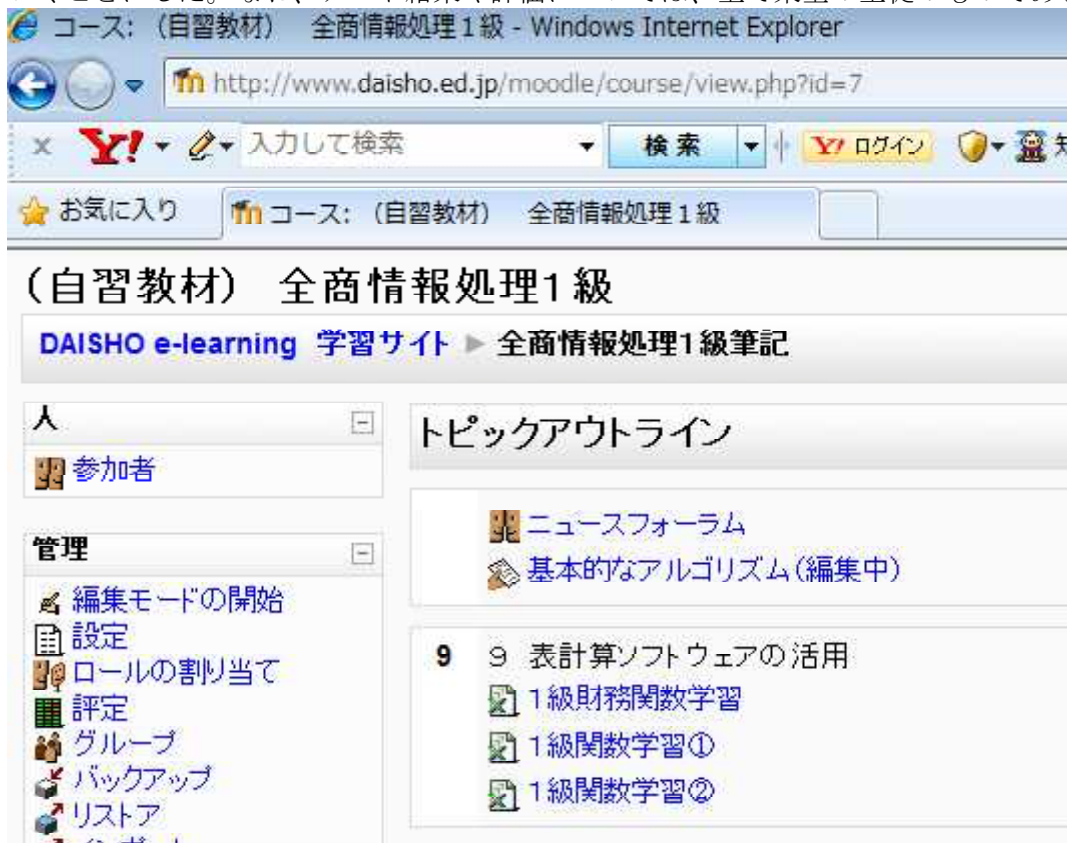 コース: （自習教材） 全商情報処理１級 - Windows Internet Explorer
http://www.daisho.ed.jp/moodle/course/view.php?id=7
x Y! 入力して検索 検索 Y! ログイン
お気に入り コース: （自習教材） 全商情報処理１級
（自習教材） 全商情報処理1級
DAISHO e-learning 学習サイト ► 全商情報処理1級筆記
人
参加者
管理
編集モードの開始
設定
ロールの割り当て
評定
グループ
バックアップ
リストア
トピックアウトライン
ニュースフォーラム
基本的なアルゴリズム(編集中)
9 ９ 表計算ソフトウェアの活用
１級財務関数学習
１級関数学習①
１級関数学習②